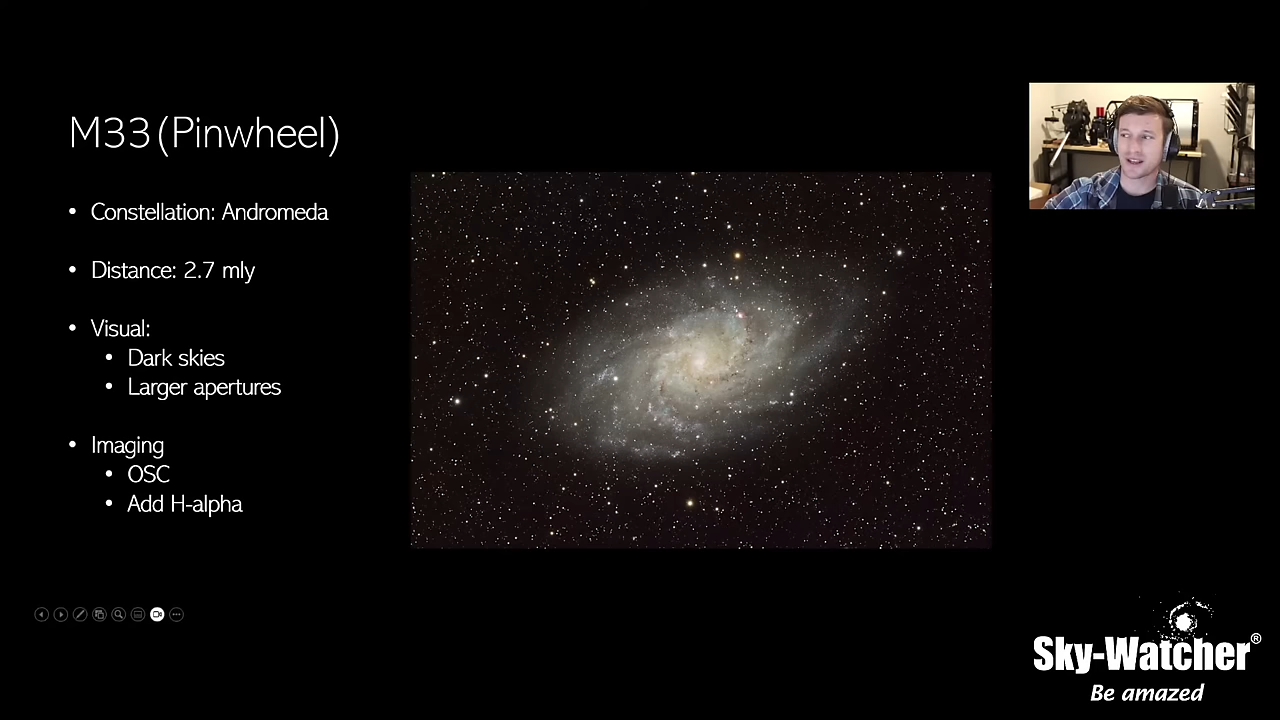 M33 (Pinwheel)
• Constellation: Andromeda
• Distance: 2.7 mly
• Visual:
• Dark skies
• Larger apertures
• Imaging
• OSC
• Add H-alpha
Sky-Watcher®
Be amazed